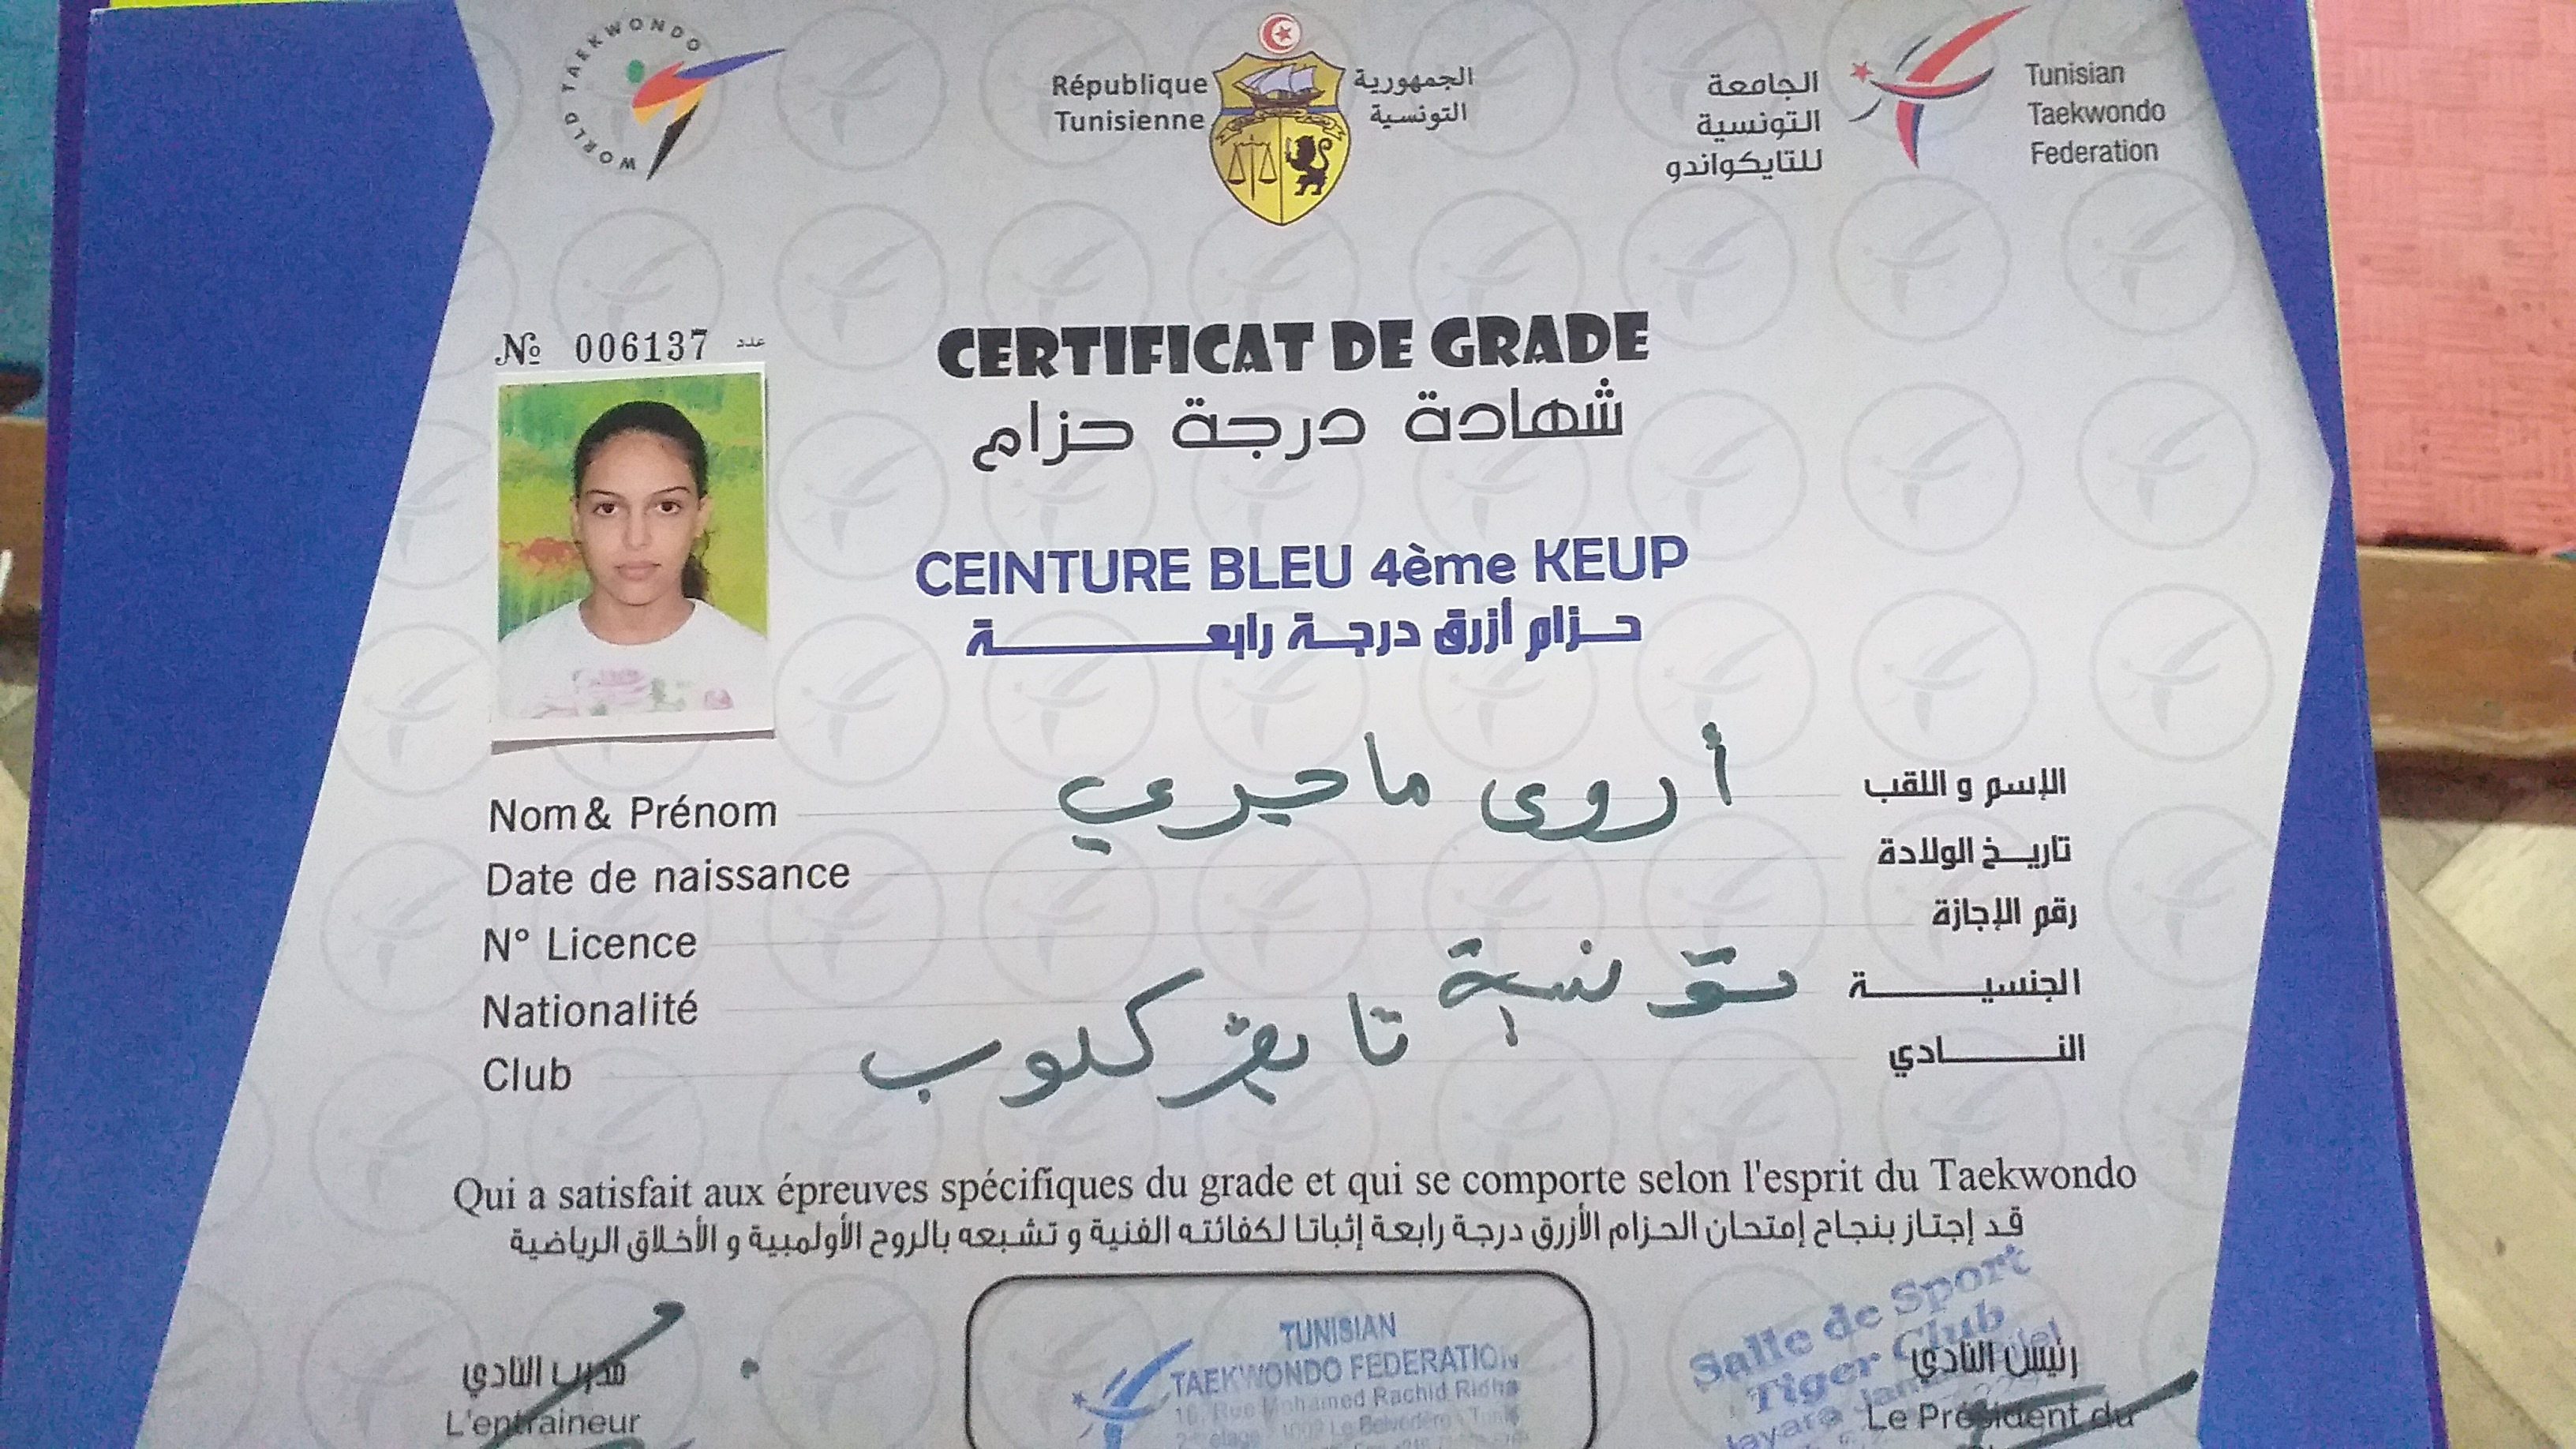 WORLD TAEKWONDO
République
Tunisienne
الجمهورية
التونسية
الجامعة
التونسية
للتايكواندو
Tunisian
Taekwondo
Federation
№ 006137 عدد
CERTIFICAT DE GRADE
شهادة درجة حزام
CEINTURE BLEU 4ème KEUP
حزام أزرق درجة رابعة
Nom & Prénom أروى ماجري الإسم و اللقب
Date de naissance تاريخ الولادة
N° Licence رقم الإجازة
Nationalité تونسية الجنسية
Club تايقر كلوب النادي
Qui a satisfait aux épreuves spécifiques du grade et qui se comporte selon l'esprit du Taekwondo
قد إجتاز بنجاح إمتحان الحزام الأزرق درجة رابعة إثباتا لكفائته الفنية و تشبعه بالروح الأولمبية و الأخلاق الرياضية
مدرب النادي
L'entraineur
TUNISIAN
TAEKWONDO FEDERATION
16, Rue Mohamed Rachid Ridha
Salle de Sport
Tiger Club
رئيس النادي
Le Président du